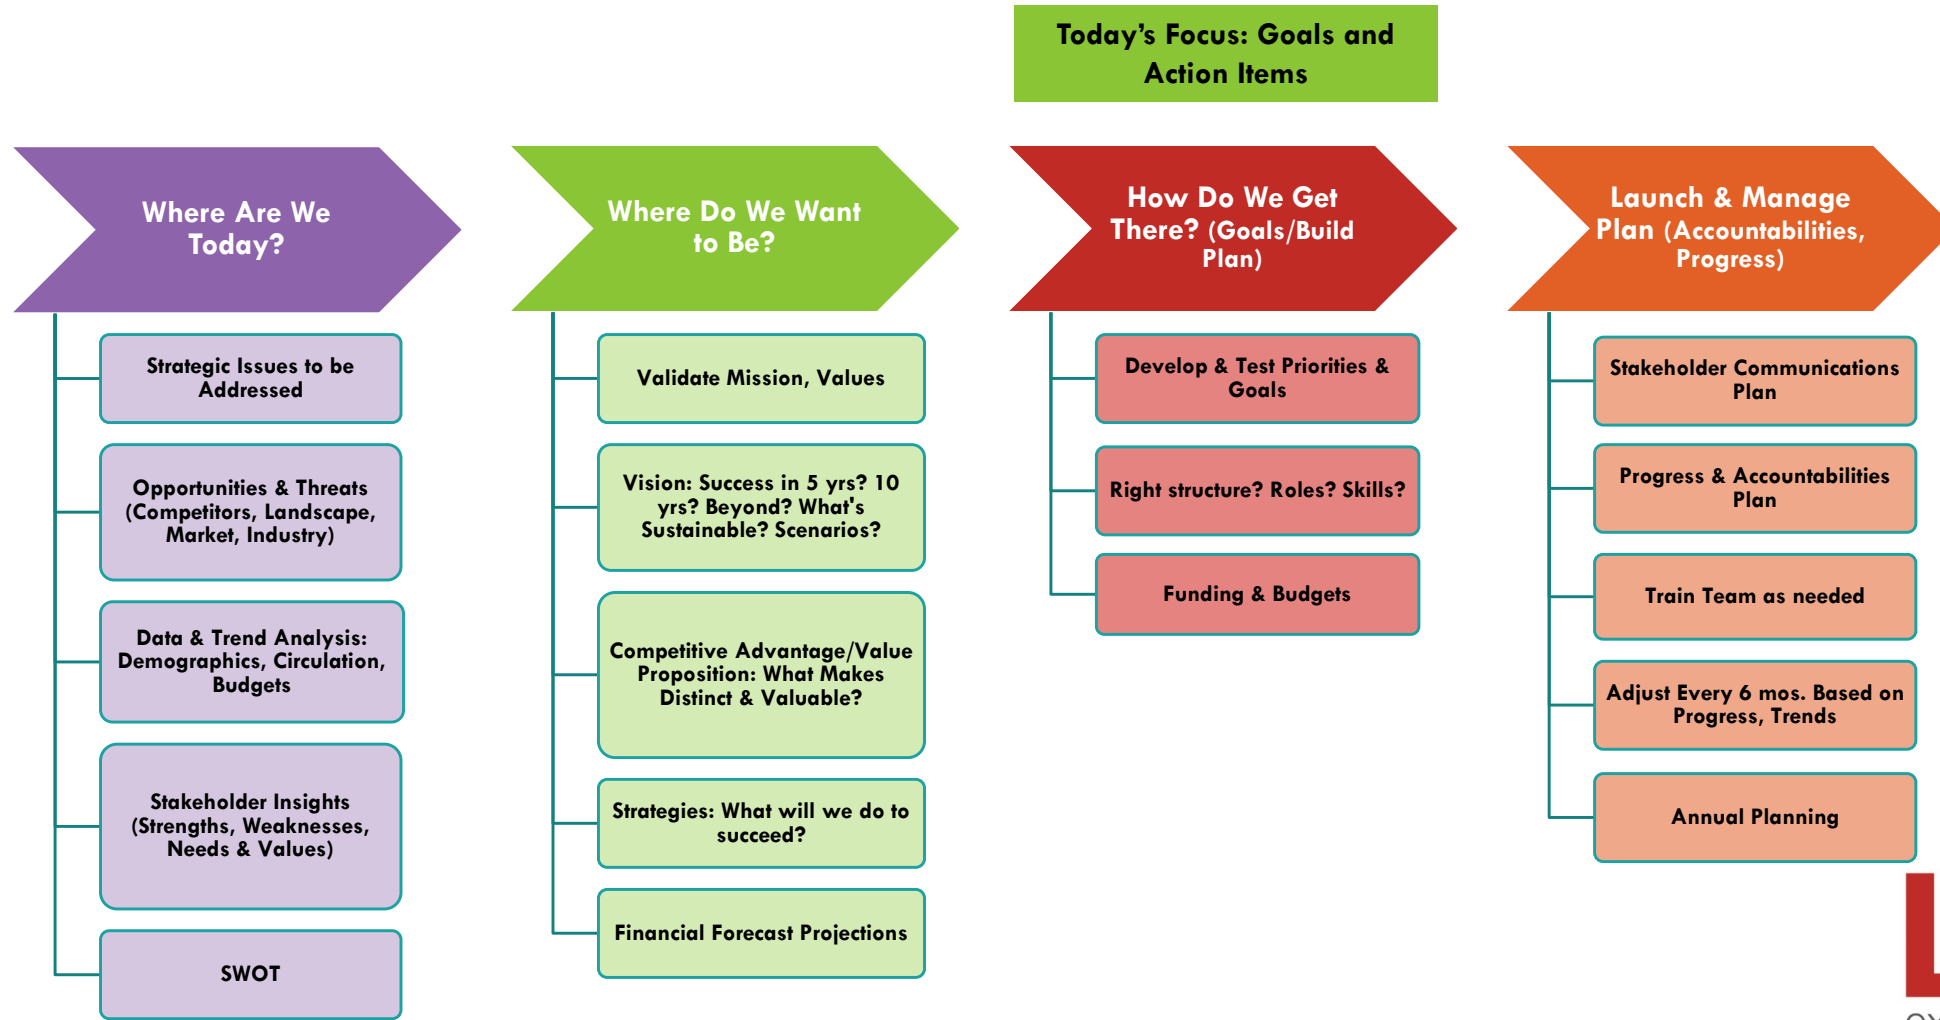 Today’s Focus: Goals and
Action Items
Where Are We
Today?
Strategic Issues to be
Addressed
Opportunities & Threats
(Competitors, Landscape,
Market, Industry)
Data & Trend Analysis:
Demographics, Circulation,
Budgets
Stakeholder Insights
(Strengths, Weaknesses,
Needs & Values)
SWOT
Where Do We Want
to Be?
Validate Mission, Values
Vision: Success in 5 yrs? 10
yrs? Beyond? What's
Sustainable? Scenarios?
Competitive Advantage/Value
Proposition: What Makes
Distinct & Valuable?
Strategies: What will we do to
succeed?
Financial Forecast Projections
How Do We Get
There? (Goals/Build
Plan)
Develop & Test Priorities &
Goals
Right structure? Roles? Skills?
Funding & Budgets
Launch & Manage
Plan (Accountabilities,
Progress)
Stakeholder Communications
Plan
Progress & Accountabilities
Plan
Train Team as needed
Adjust Every 6 mos. Based on
Progress, Trends
Annual Planning